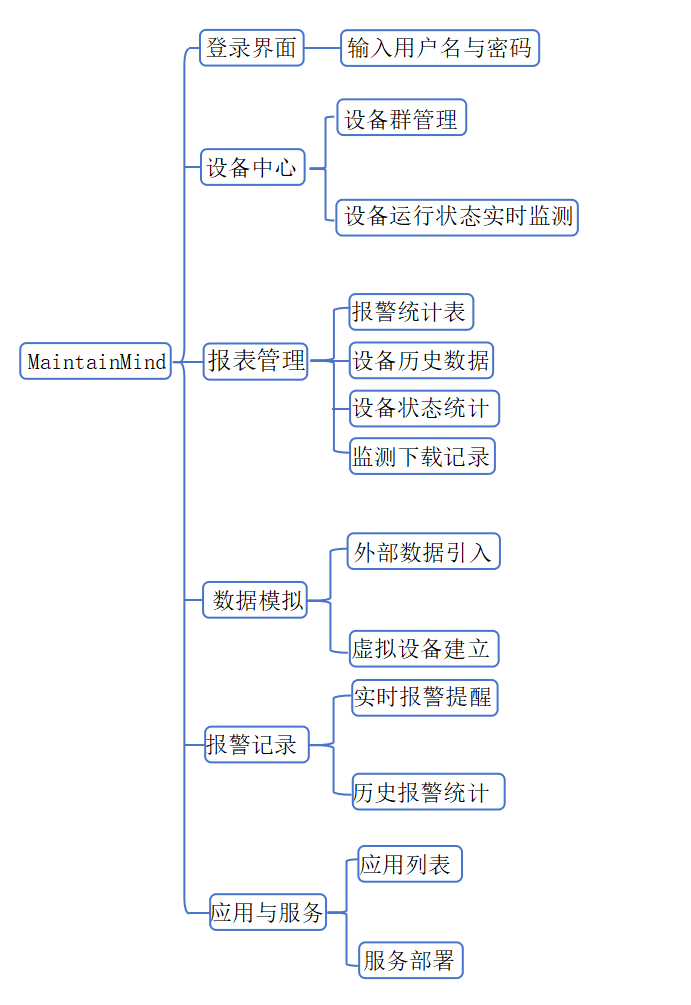 登录界面
输入用户名与密码
设备群管理
设备中心
设备运行状态实时监测
报警统计表
MaintainMind
报表管理
设备历史数据
设备状态统计
监测下载记录
外部数据引入
数据模拟
虚拟设备建立
实时报警提醒
报警记录
历史报警统计
应用列表
应用与服务
服务部署